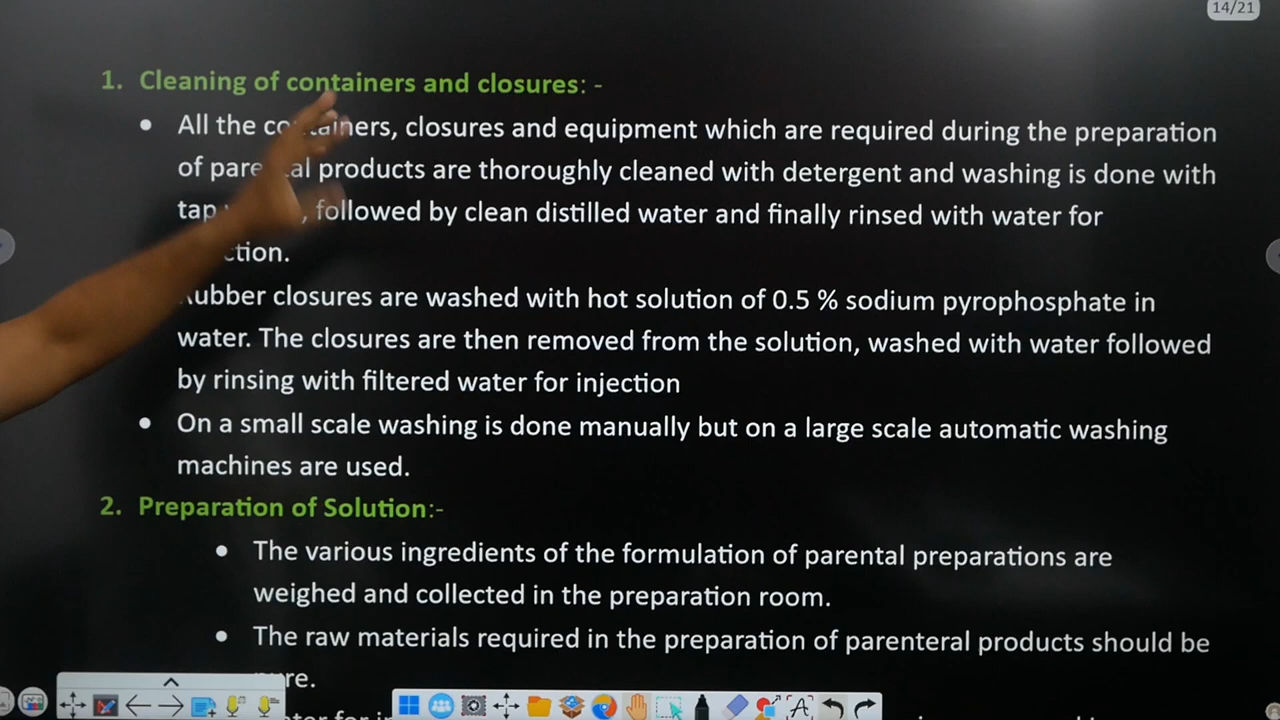 14/21
1. Cleaning of containers and closures: -
• All the containers, closures and equipment which are required during the preparation
of parental products are thoroughly cleaned with detergent and washing is done with
tap followed by clean distilled water and finally rinsed with water for
ction.
Rubber closures are washed with hot solution of 0.5 % sodium pyrophosphate in
water. The closures are then removed from the solution, washed with water followed
by rinsing with filtered water for injection
• On a small scale washing is done manually but on a large scale automatic washing
machines are used.
2. Preparation of Solution:-
• The various ingredients of the formulation of parental preparations are
weighed and collected in the preparation room.
• The raw materials required in the preparation of parenteral products should be